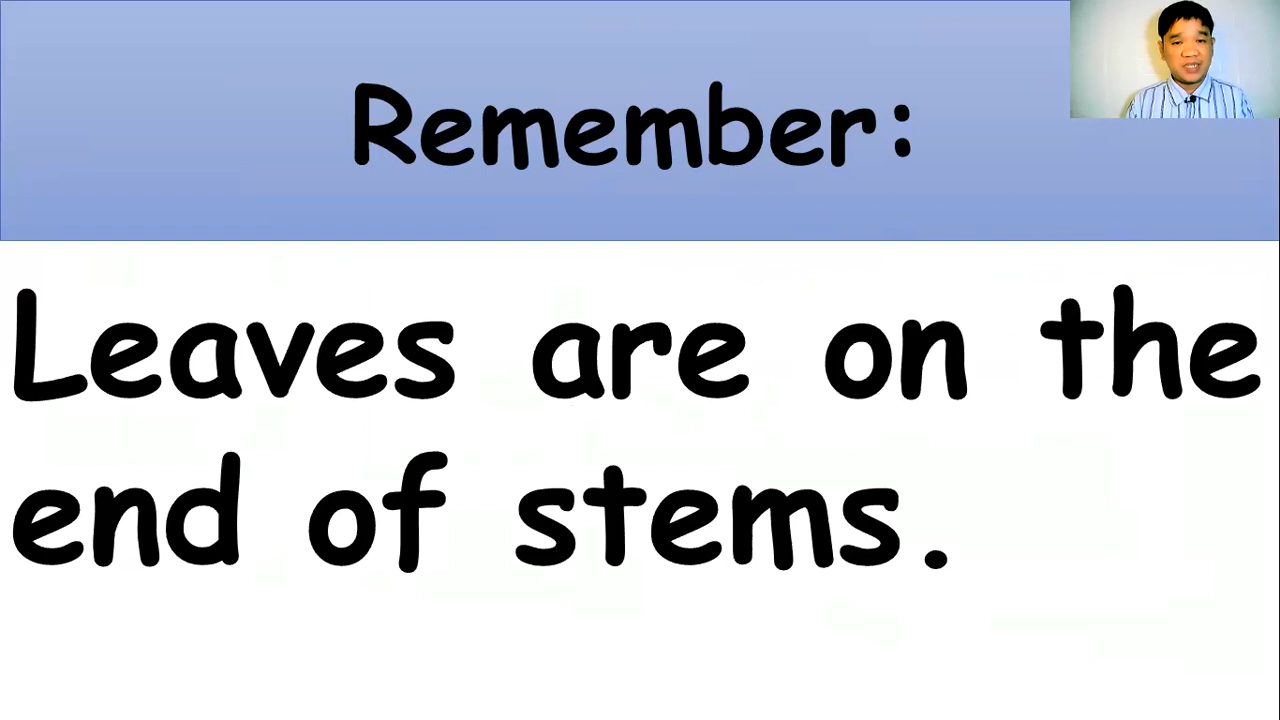 Remember:
Leaves are on the
end of stems.